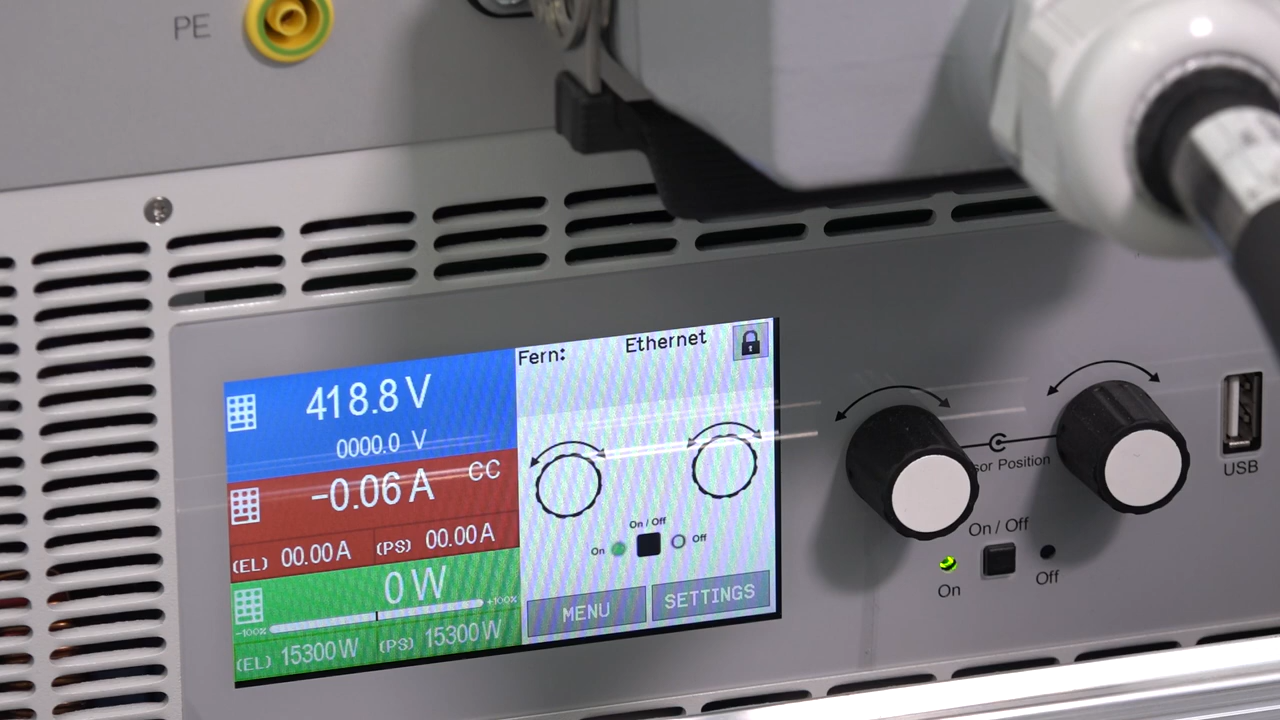 PE
Fern: Ethernet
418.8 V
0000.0 V
-0.06 A CC
(EL) 00.00 A (PS) 00.00 A
0 W
-100% +100%
(EL) 15300 W (PS) 15300 W
On / Off
On Off
MENU SETTINGS
sor Position
On / Off
On Off
USB